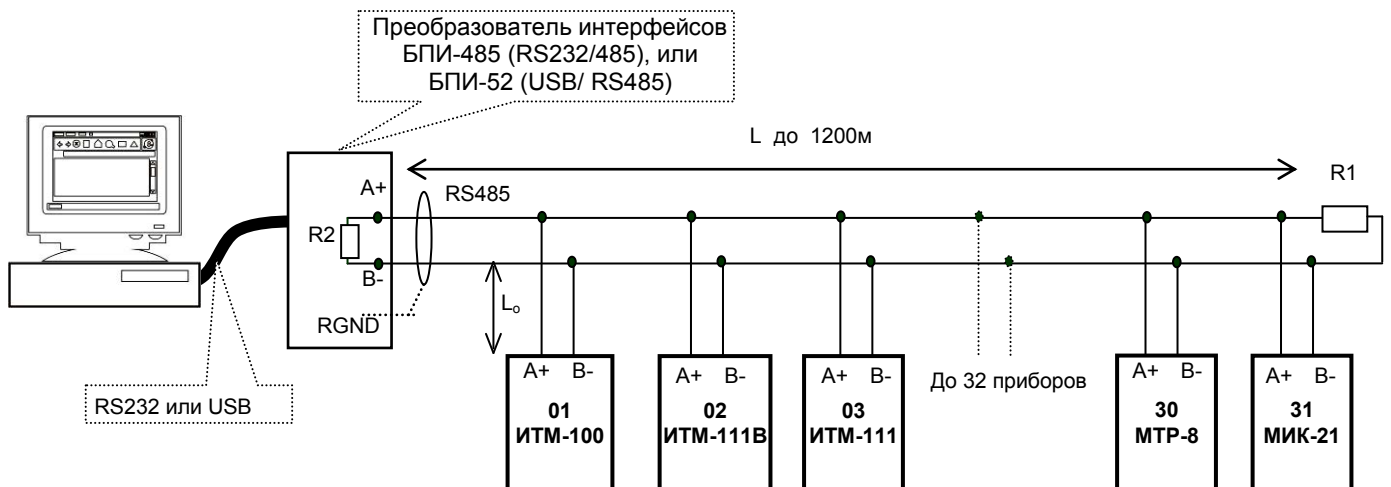 Преобразователь интерфейсов
БПИ-485 (RS232/485), или
БПИ-52 (USB/ RS485)
L до 1200м
R1
A+
RS485
R2
B-
RGND
Lо
RS232 или USB
До 32 приборов
A+ B-
01
ИТМ-100
A+ B-
02
ИТМ-111В
A+ B-
03
ИТМ-111
A+ B-
30
МТР-8
A+ B-
31
МИК-21